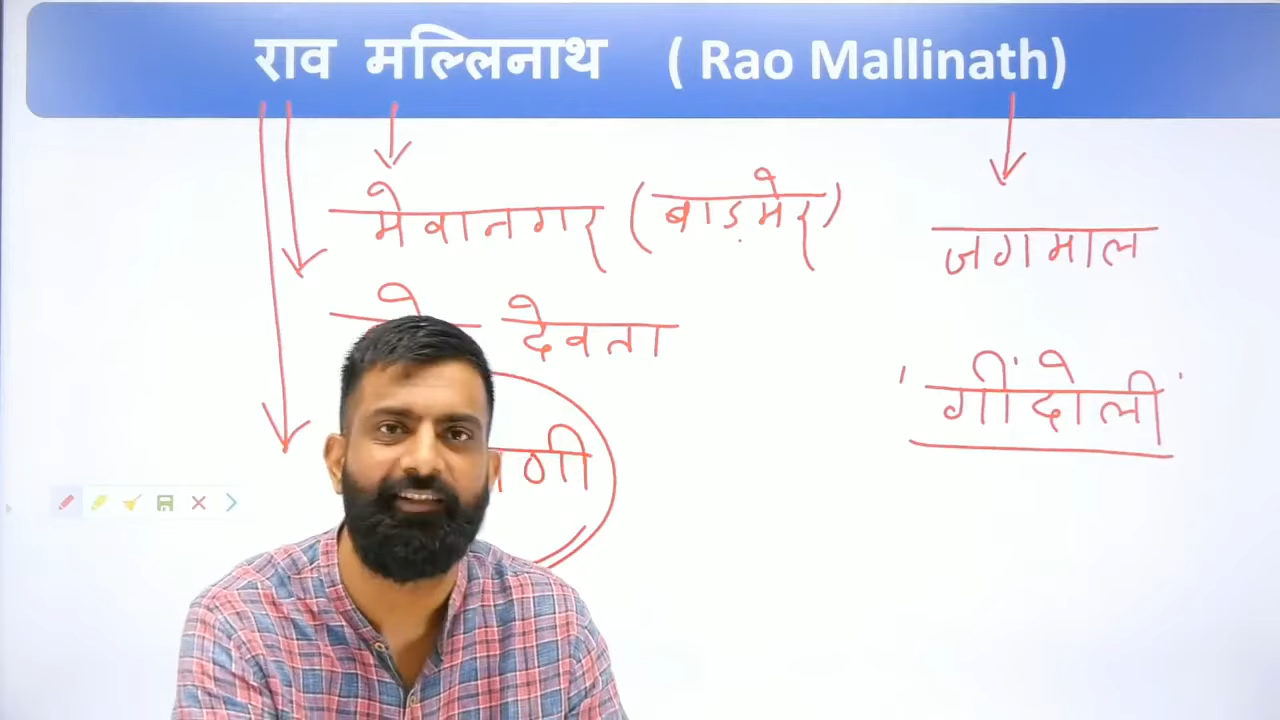 राव मल्लिनाथ ( Rao Mallinath)
मेवानगर (बाड़मेर)
जगमाल
देवता
'गींदोली'